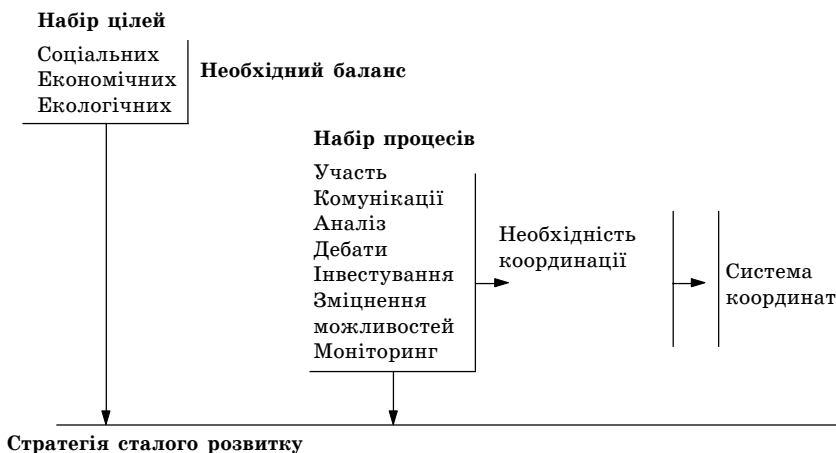 Набір цілей
Соціальних
Економічних
Екологічних
Необхідний баланс
Набір процесів
Участь
Комунікації
Аналіз
Дебати
Інвестування
Зміцнення
можливостей
Моніторинг
Необхідність
координації
Система
координат
Стратегія сталого розвитку